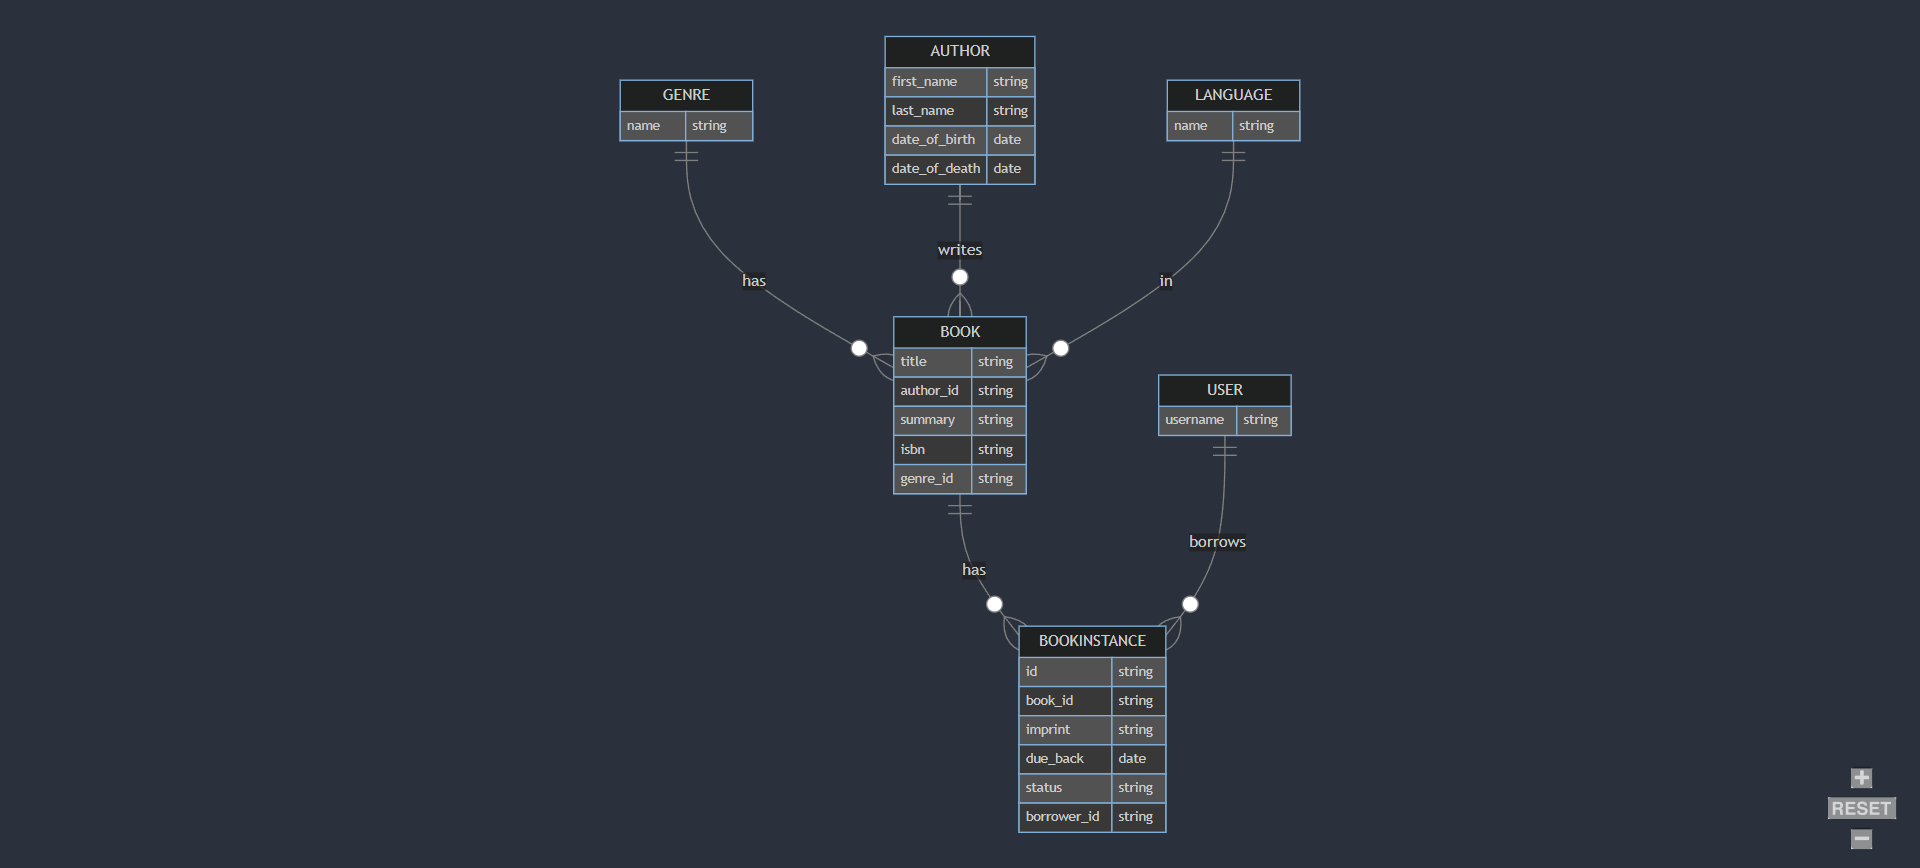 AUTHOR
first_name string
last_name string
date_of_birth date
date_of_death date
GENRE
name string
LANGUAGE
name string
writes
has
in
BOOK
title string
author_id string
summary string
isbn string
genre_id string
USER
username string
borrows
has
BOOKINSTANCE
id string
book_id string
imprint string
due_back date
status string
borrower_id string
RESET